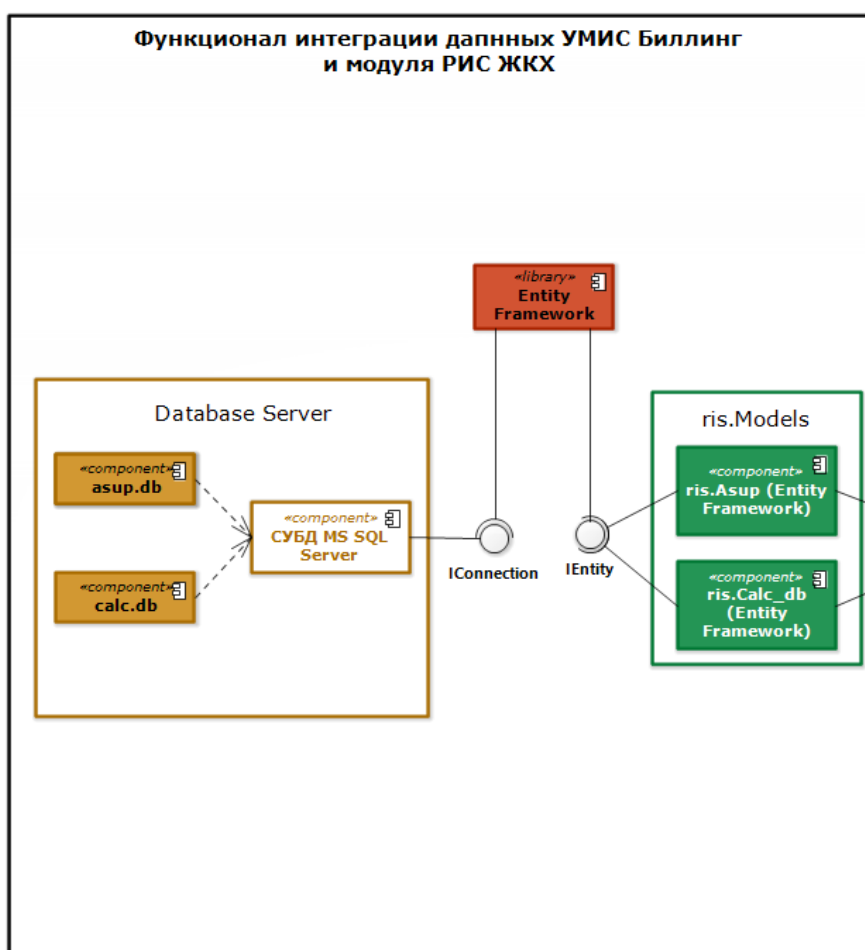 Функционал интеграции дапнных УМИС Биллинг
и модуля РИС ЖКХ
«library»
Entity
Framework
Database Server
«component»
asup.db
«component»
СУБД MS SQL
Server
«component»
calc.db
IConnection
IEntity
ris.Models
«component»
ris.Asup (Entity
Framework)
«component»
ris.Calc_db
(Entity
Framework)